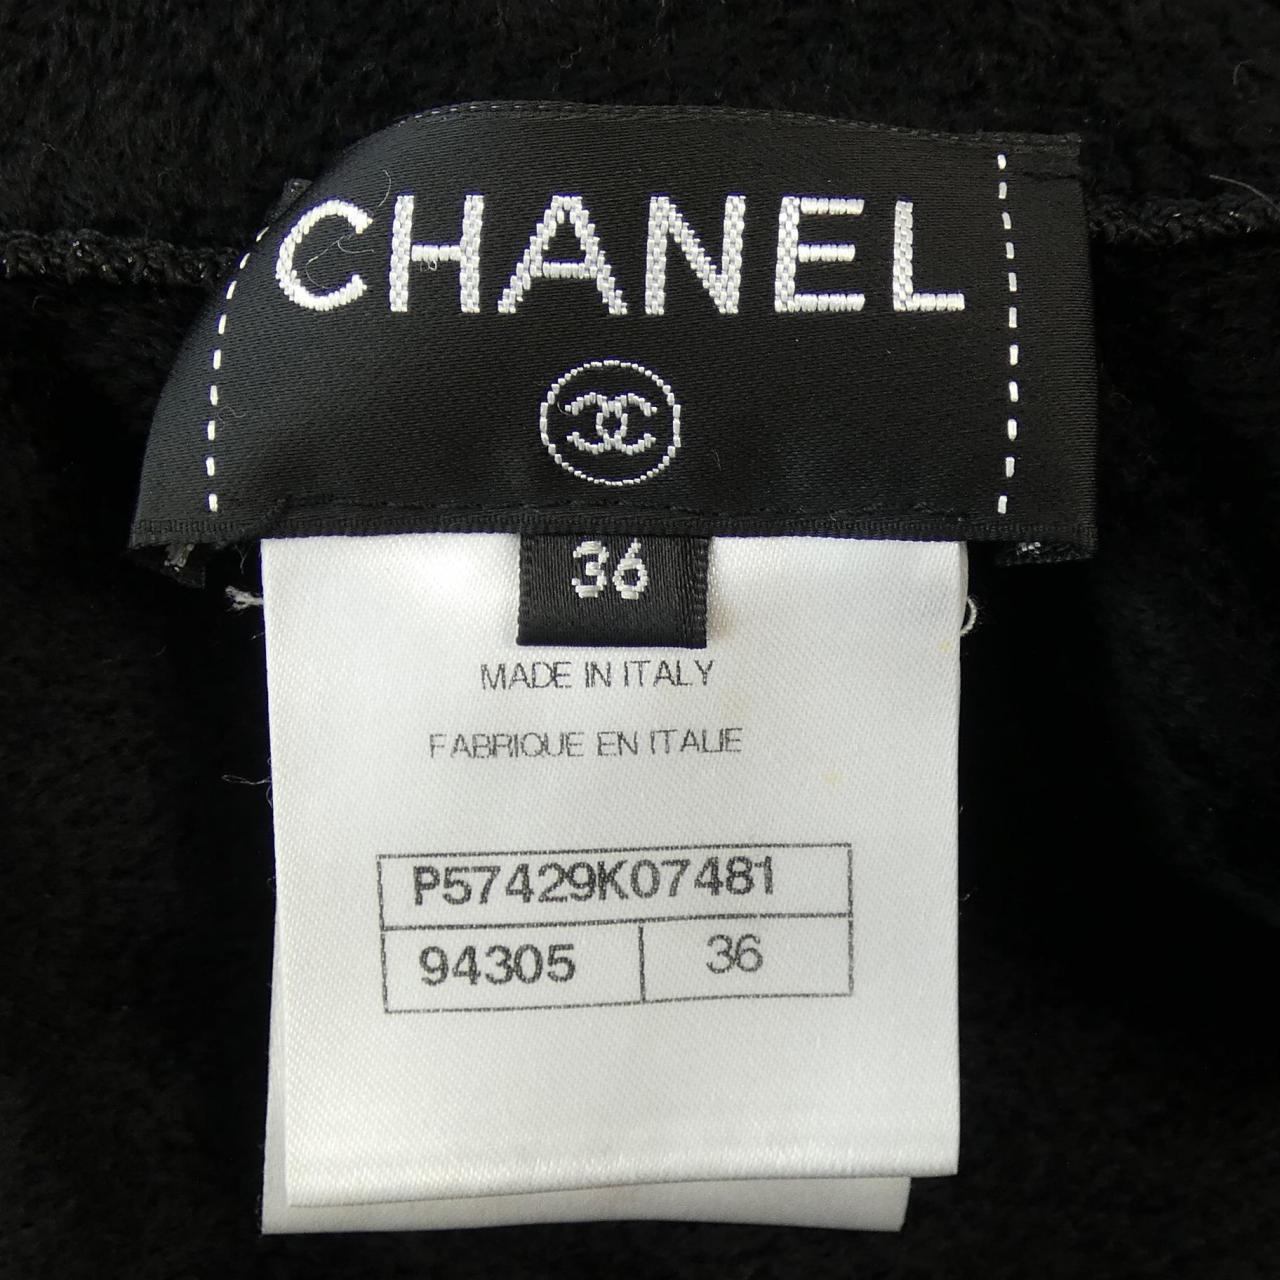 CHANEL
36
MADE IN ITALY
FABRIQUE EN ITALIE
P57429K07481
94305 36